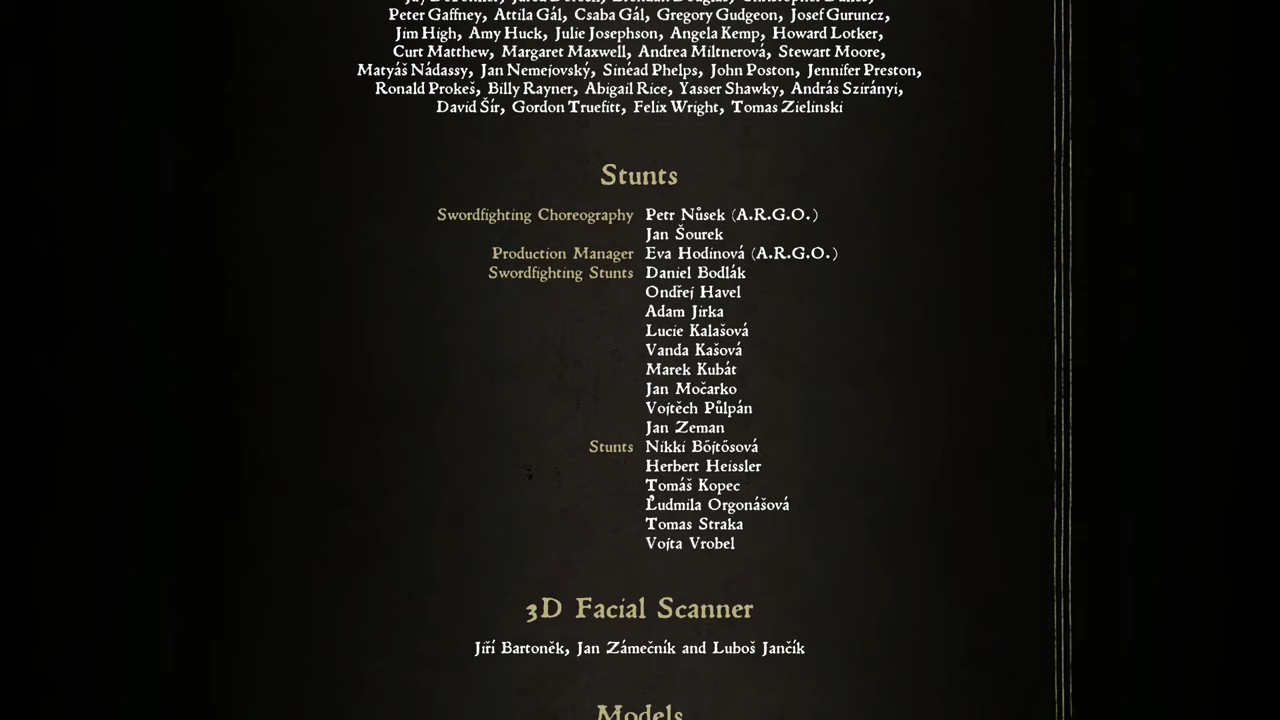 Peter Gaffney, Attila Gál, Csaba Gál, Gregory Gudgeon, Josef Guruncz,
Jim High, Amy Huck, Julie Josephson, Angela Kemp, Howard Lotker,
Curt Matthew, Margaret Maxwell, Andrea Miltnerová, Stewart Moore,
Matyáš Nádassy, Jan Nemejovský, Sinéad Phelps, John Poston, Jennifer Preston,
Ronald Prokeš, Billy Rayner, Abigail Rice, Yasser Shawky, András Szirányi,
David Šír, Gordon Truefitt, Felix Wright, Tomas Zielinski
Stunts
Swordfighting Choreography Petr Nůsek (A.R.G.O.)
Jan Šourek
Production Manager Eva Hodinová (A.R.G.O.)
Swordfighting Stunts Daniel Bodlák
Ondřej Havel
Adam Jirka
Lucie Kalašová
Vanda Kašová
Marek Kubát
Jan Močarko
Vojtěch Půlpán
Jan Zeman
Stunts Nikki Bőjtősová
Herbert Heissler
Tomáš Kopec
Ľudmila Orgonášová
Tomas Straka
Vojta Vrobel
3D Facial Scanner
Jiří Bartoněk, Jan Zámečník and Luboš Jančík
Models